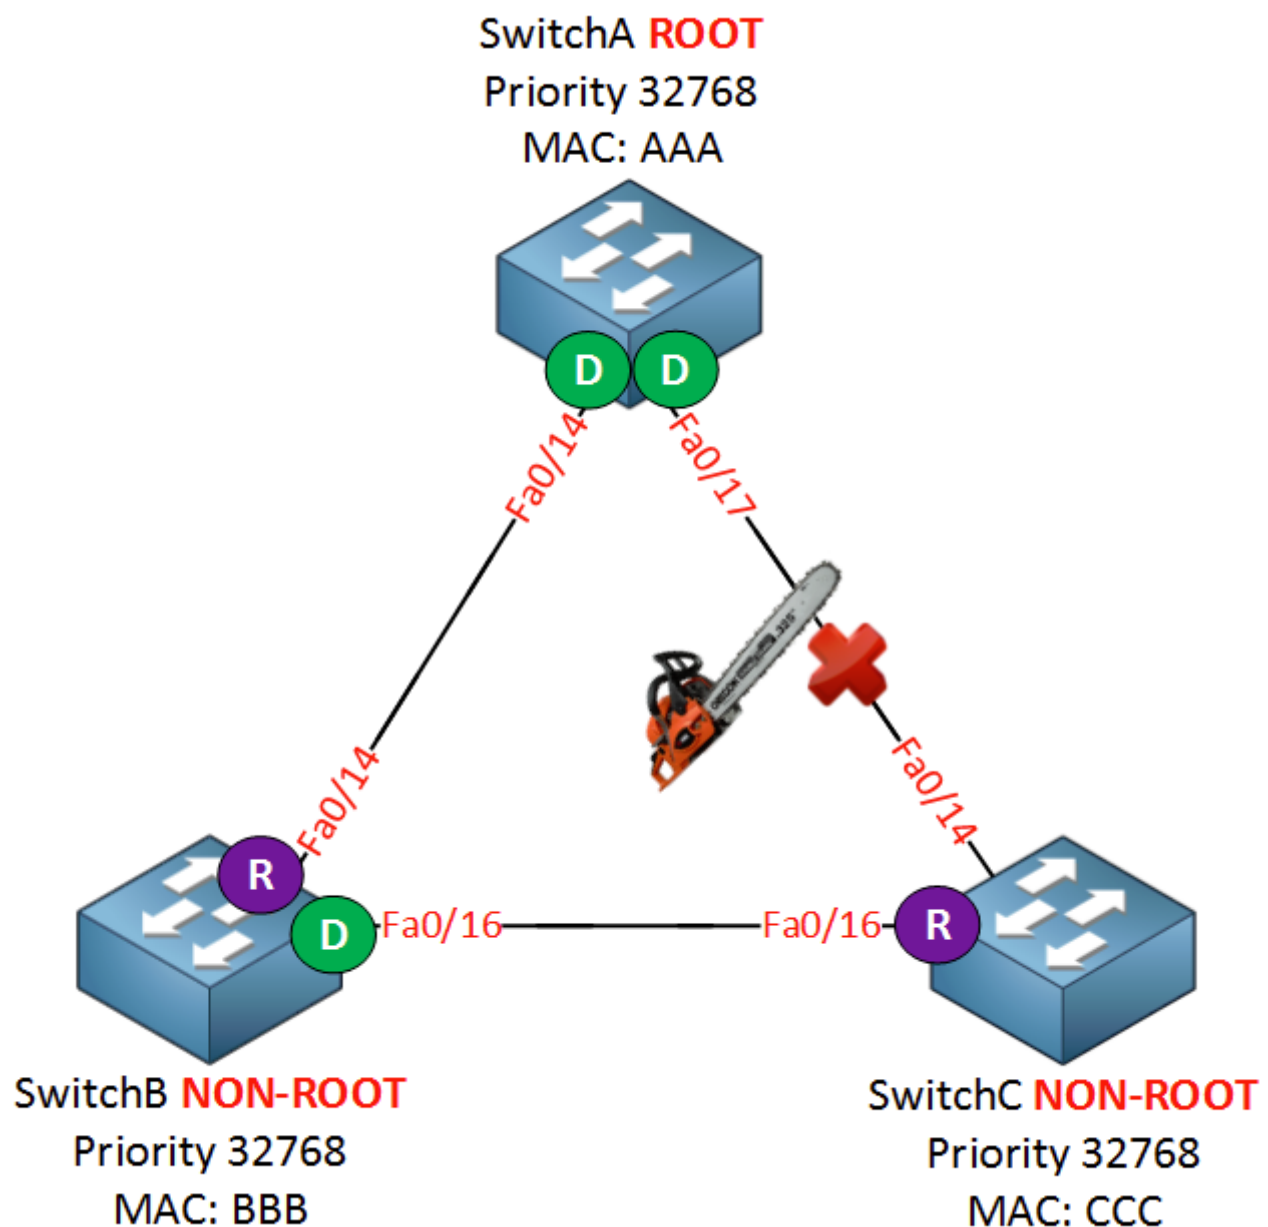 SwitchA ROOT
Priority 32768
MAC: AAA
D
D
Fa0/14
Fa0/17
Fa0/14
Fa0/14
R
D
Fa0/16
Fa0/16
R
SwitchB NON-ROOT
Priority 32768
MAC: BBB
SwitchC NON-ROOT
Priority 32768
MAC: CCC